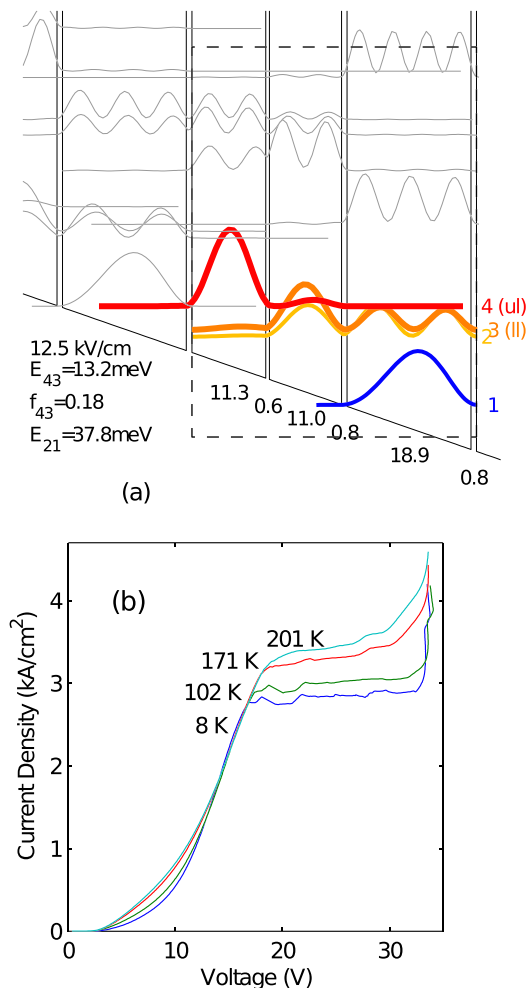 4 (ul)
3 (ll)
2
1
12.5 kV/cm
E43=13.2meV
f43=0.18
E21=37.8meV
11.3
0.6
11.0
0.8
18.9
0.8
(a)
(b)
Current Density (kA/cm2)
4
3
2
1
0
201 K
171 K
102 K
8 K
0 10 20 30
Voltage (V)